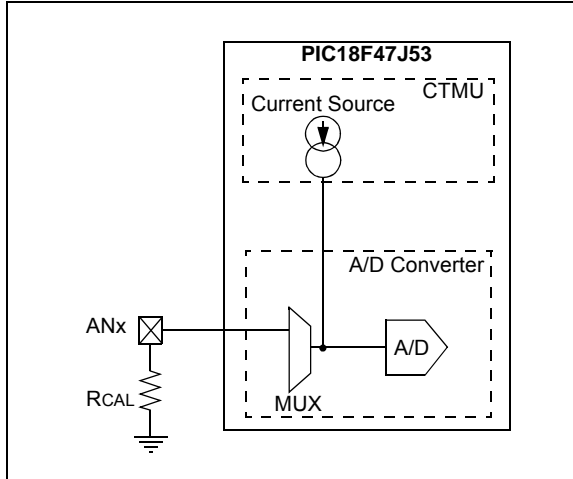 PIC18F47J53
CTMU
Current Source
A/D Converter
ANx
A/D
RCAL
MUX